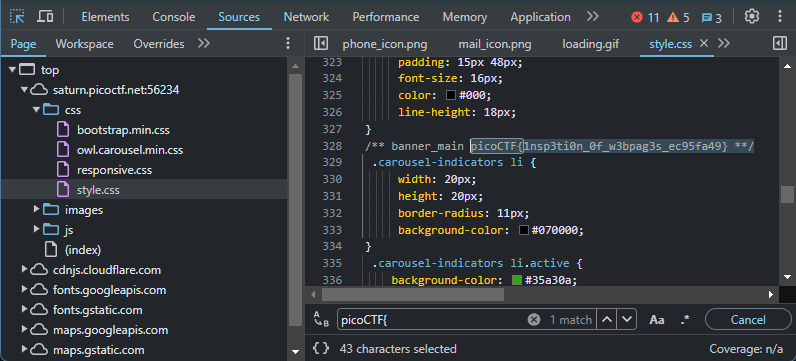 Elements Console Sources Network Performance Application 11 5 3
Page Workspace Overrides
phone_icon.png mail_icon.png loading.gif style.css
top
saturn.picoctf.net:56234
css
bootstrap.min.css
owl.carousel.min.css
responsive.css
style.css
images
js
(index)
cdnjs.cloudflare.com
fonts.googleapis.com
fonts.gstatic.com
maps.googleapis.com
maps.gstatic.com
323 padding: 15px 48px;
324 font-size: 16px;
325 color: #000;
326 line-height: 18px;
327 }
328 /** banner_main picoCTF{1nsp3ti0n_0f_w3bpag3s_ec95fa49} **/
329 .carousel-indicators li {
330 width: 20px;
331 height: 20px;
332 border-radius: 11px;
333 background-color: #070000;
334 }
335 .carousel-indicators li.active {
336 background-color: #35a30a;
A B picoCTF{ 1 match Aa .* Cancel
{} 43 characters selected Coverage: n/a